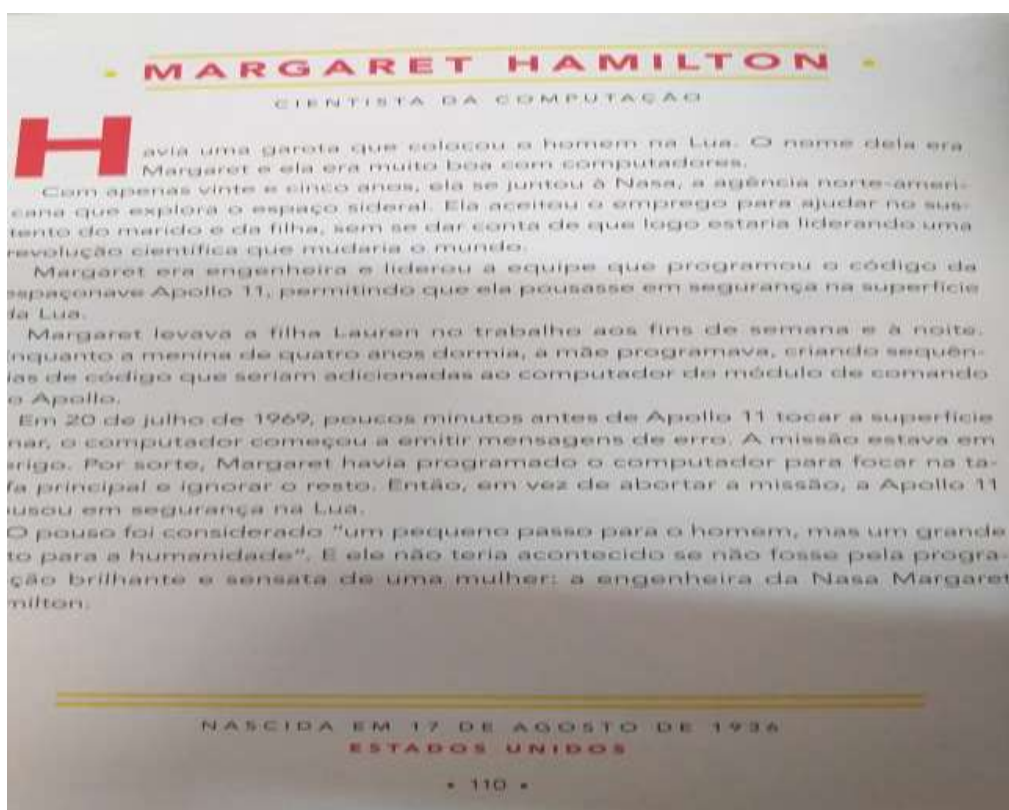 • MARGARET HAMILTON •
CIENTISTA DA COMPUTAÇÃO
Havia uma garota que colocou o homem na Lua. O nome dela era
Margaret e ela era muito boa com computadores.
Com apenas vinte e cinco anos, ela se juntou à Nasa, a agência norte-ameri-
cana que explora o espaço sideral. Ela aceitou o emprego para ajudar no sus-
tento do marido e da filha, sem se dar conta de que logo estaria liderando uma
revolução científica que mudaria o mundo.
Margaret era engenheira e liderou a equipe que programou o código da
espaçonave Apollo 11, permitindo que ela pousasse em segurança na superfície
da Lua.
Margaret levava a filha Lauren no trabalho aos fins de semana e à noite.
nquanto a menina de quatro anos dormia, a mãe programava, criando sequên-
ias de código que seriam adicionadas ao computador do módulo de comando
o Apollo.
Em 20 de julho de 1969, poucos minutos antes de Apollo 11 tocar a superfície
nar, o computador começou a emitir mensagens de erro. A missão estava em
erigo. Por sorte, Margaret havia programado o computador para focar na ta-
fa principal e ignorar o resto. Então, em vez de abortar a missão, a Apollo 11
usou em segurança na Lua.
O pouso foi considerado "um pequeno passo para o homem, mas um grande
to para a humanidade". E ele não teria acontecido se não fosse pela progra-
ção brilhante e sensata de uma mulher: a engenheira da Nasa Margaret
milton.
NASCIDA EM 17 DE AGOSTO DE 1936
ESTADOS UNIDOS
• 110 •